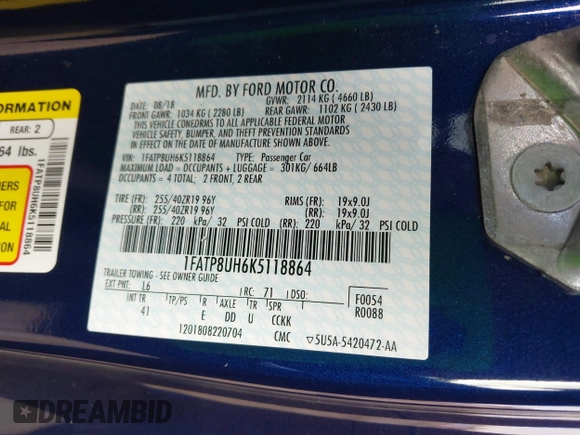 MFD. BY FORD MOTOR CO.
DATE: 08/18 GVWR: 2114 KG ( 4660 LB)
FRONT GAWR: 1034 KG ( 2280 LB) REAR GAWR: 1102 KG ( 2430 LB)
THIS VEHICLE CONFORMS TO ALL APPLICABLE FEDERAL MOTOR
VEHICLE SAFETY, BUMPER, AND THEFT PREVENTION STANDARDS
IN EFFECT ON THE DATE OF MANUFACTURE SHOWN ABOVE.
VIN: 1FATP8UH6K5118864 TYPE: Passenger Car
MAXIMUM LOAD = OCCUPANTS + LUGGAGE = 301KG/ 664LB
OCCUPANTS = 4 TOTAL; 2 FRONT, 2 REAR
TIRE (FR): 255/40ZR19 96Y RIMS (FR): 19x9.0J
TIRE (RR): 255/40ZR19 96Y (RR): 19x9.0J
PRESSURE (FR): 220 kPa/ 32 PSI COLD (RR): 220 kPa/ 32 PSI COLD
1FATP8UH6K5118864
TRAILER TOWING - SEE OWNER GUIDE
EXT PNT: L6 RC: 71 DSO: F0054
INT TR TP/PS R AXLE TR SPR R0088
41 E DD U CCKK
1201808220704 CMC ▽5U5A-5420472-AA
ORMATION
REAR: 2
64 lbs.
1FATP8UH6K5118864
DREAMBID